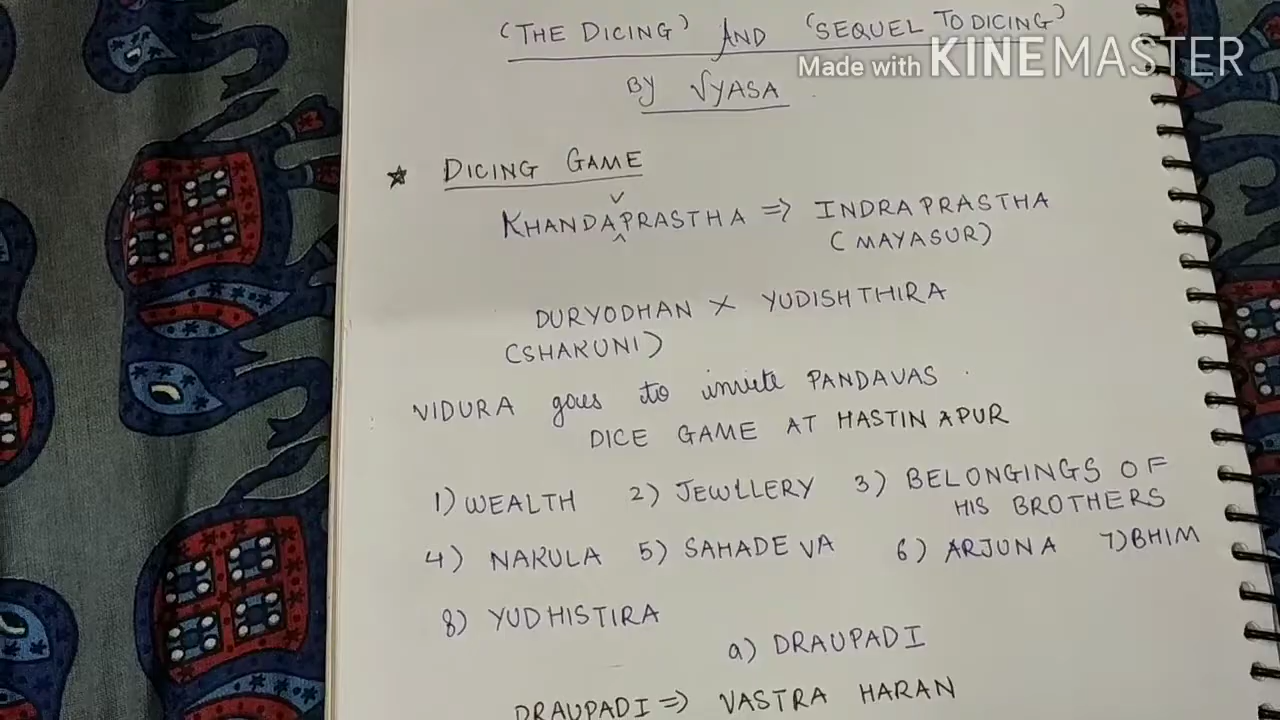 ('THE DICING') AND ('SEQUEL TO DICING')
Made with KINEMASTER
BY VYASA
DICING GAME
KHANDAPRASTHA => INDRAPRASTHA
(MAYASUR)
DURYODHAN X YUDISHTHIRA
(SHAKUNI)
VIDURA goes to invite PANDAVAS.
DICE GAME AT HASTINAPUR
1) WEALTH 2) JEWLLERY 3) BELONGINGS OF
HIS BROTHERS
4) NAKULA 5) SAHADEVA 6) ARJUNA 7) BHIM
8) YUDHISTIRA
9) DRAUPADI
DRAUPADI => VASTRA HARAN